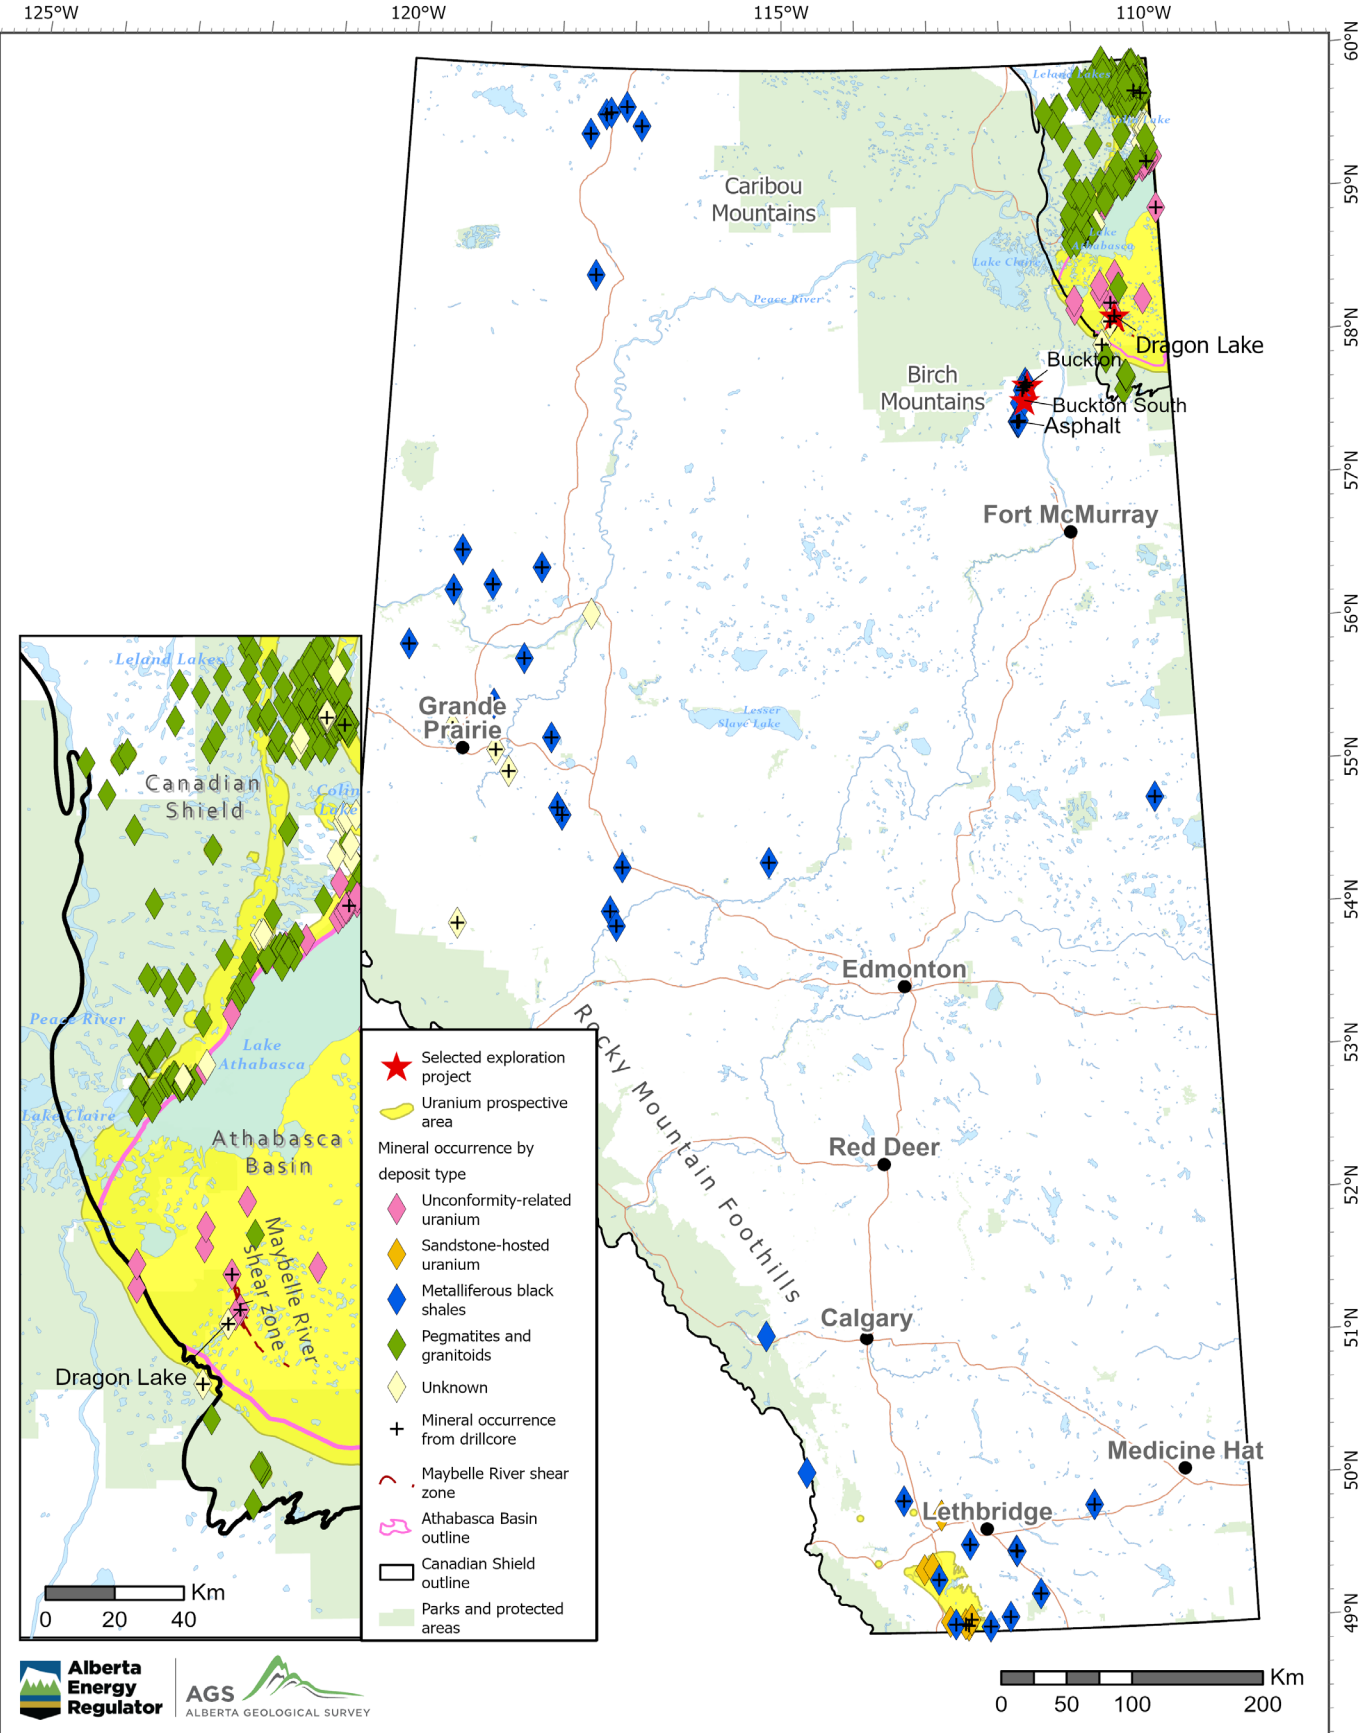 125°W
120°W
115°W
110°W
60°N
59°N
58°N
57°N
56°N
55°N
54°N
53°N
52°N
51°N
50°N
49°N
Leland Lakes
Lake
Caribou
Mountains
Lake
Athabasca
Lake Claire
Peace River
Dragon Lake
Buckton
Birch
Mountains
Buckton South
Asphalt
Fort McMurray
Grande
Prairie
Lesser
Slave Lake
Edmonton
Rocky Mountain Foothills
Red Deer
Calgary
Medicine Hat
Lethbridge
Leland Lakes
Canadian
Shield
Colin
Lake
Peace River
Lake
Athabasca
Lake Claire
Athabasca
Basin
Maybelle River
shear zone
Dragon Lake
Km
0 20 40
Selected exploration
project
Uranium prospective
area
Mineral occurrence by
deposit type
Unconformity-related
uranium
Sandstone-hosted
uranium
Metalliferous black
shales
Pegmatites and
granitoids
Unknown
Mineral occurrence
from drillcore
Maybelle River shear
zone
Athabasca Basin
outline
Canadian Shield
outline
Parks and protected
areas
Alberta
Energy
Regulator
AGS
ALBERTA GEOLOGICAL SURVEY
Km
0 50 100 200